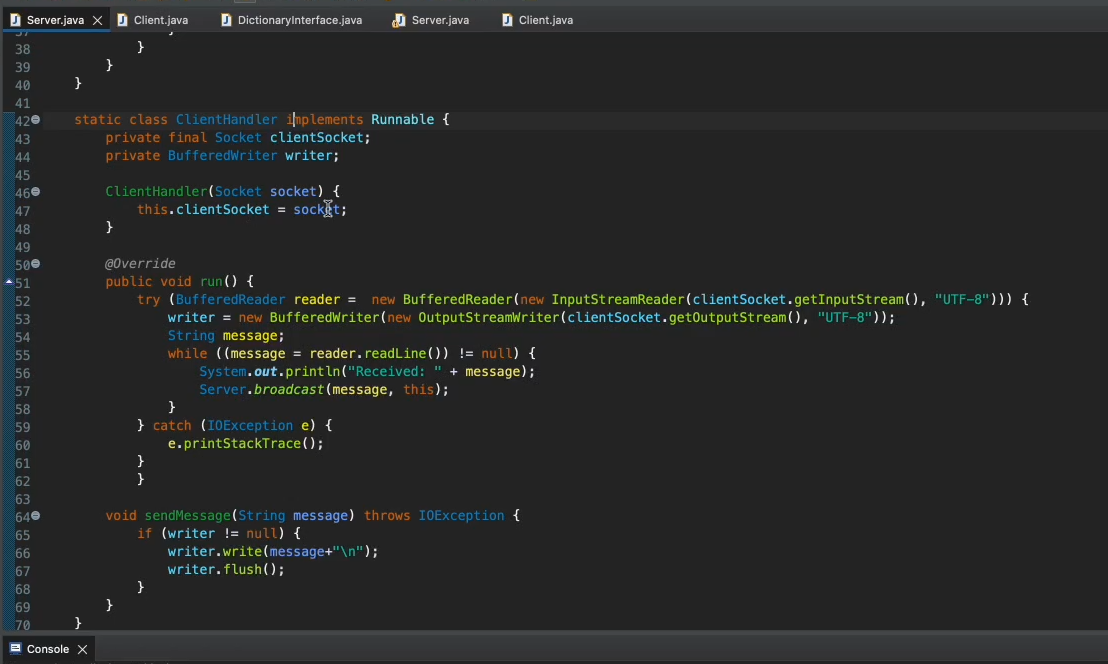 Server.java Client.java DictionaryInterface.java Server.java Client.java
37 }
38 }
39 }
40 }
41
42 static class ClientHandler implements Runnable {
43 private final Socket clientSocket;
44 private BufferedWriter writer;
45
46 ClientHandler(Socket socket) {
47 this.clientSocket = socket;
48 }
49
50 @Override
51 public void run() {
52 try (BufferedReader reader = new BufferedReader(new InputStreamReader(clientSocket.getInputStream(), "UTF-8"))) {
53 writer = new BufferedWriter(new OutputStreamWriter(clientSocket.getOutputStream(), "UTF-8"));
54 String message;
55 while ((message = reader.readLine()) != null) {
56 System.out.println("Received: " + message);
57 Server.broadcast(message, this);
58 }
59 } catch (IOException e) {
60 e.printStackTrace();
61 }
62 }
63
64 void sendMessage(String message) throws IOException {
65 if (writer != null) {
66 writer.write(message+"\n");
67 writer.flush();
68 }
69 }
70 }
Console